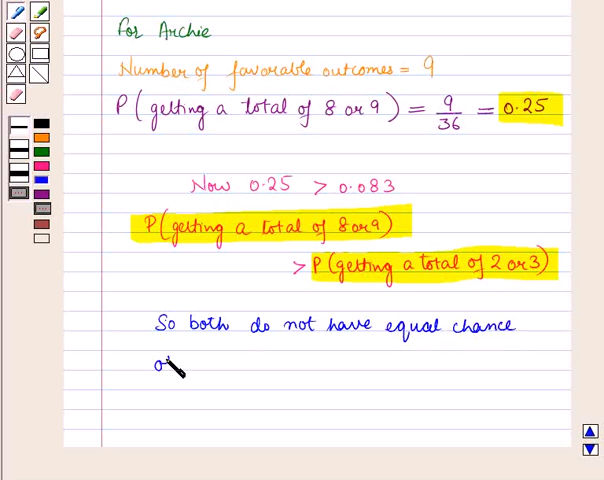 For Archie
Number of favorable outcomes = 9
P(getting a total of 8 or 9) = 9/36 = 0.25
Now 0.25 > 0.083
P(getting a total of 8 or 9)
> P(getting a total of 2 or 3)
So both do not have equal chance
o